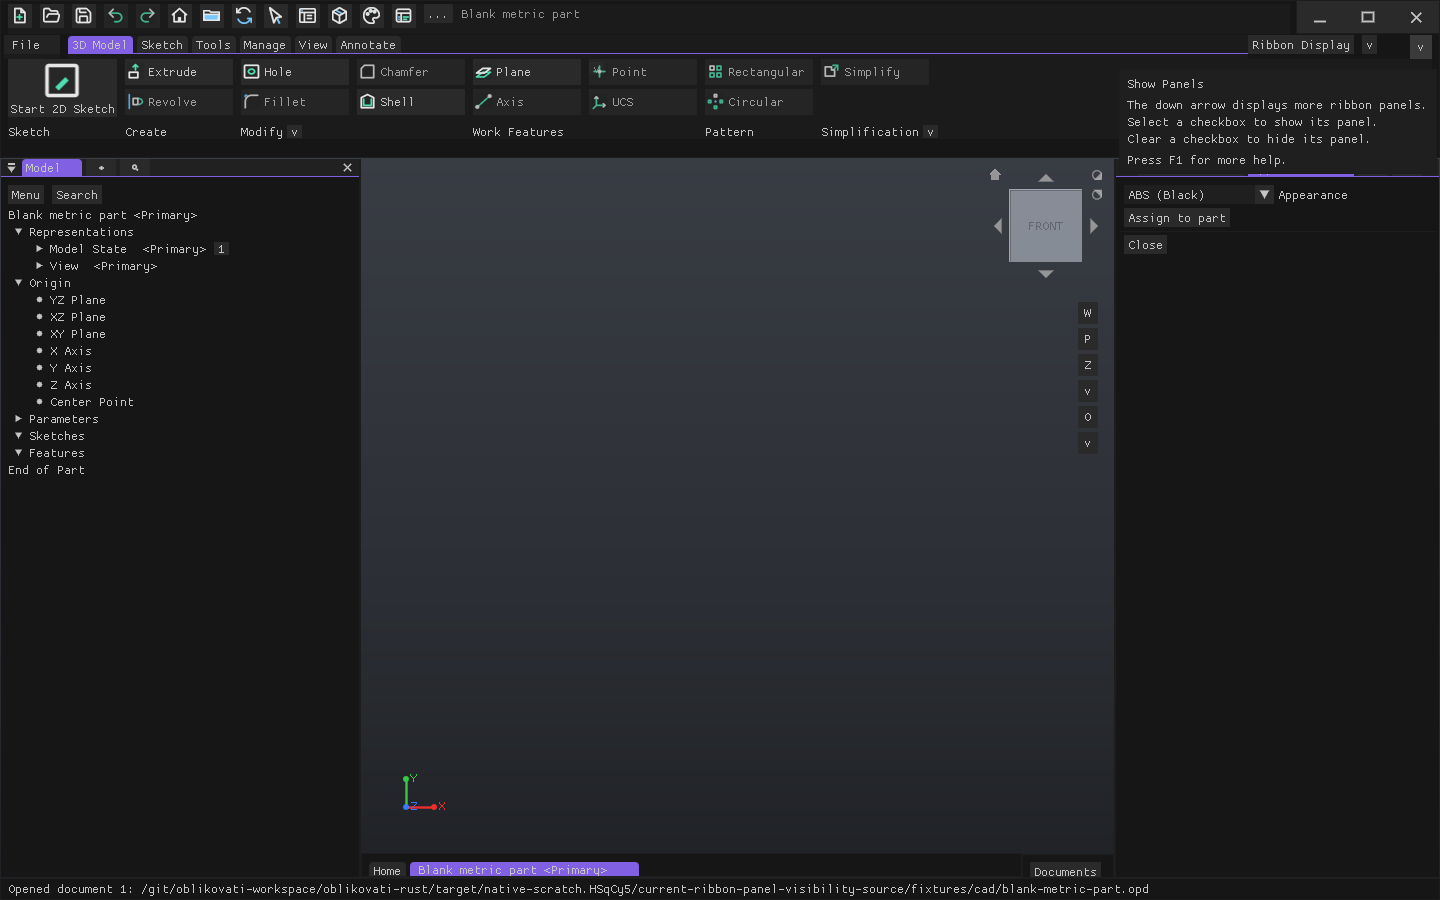 ... Blank metric part
File 3D Model Sketch Tools Manage View Annotate Ribbon Display v v
Extrude Hole Chamfer Plane Point Rectangular Simplify
Start 2D Sketch Revolve Fillet Shell Axis UCS Circular
Sketch Create Modify v Work Features Pattern Simplification v
Show Panels
The down arrow displays more ribbon panels.
Select a checkbox to show its panel.
Clear a checkbox to hide its panel.
Press F1 for more help.
Model
Menu Search
Blank metric part <Primary>
Representations
Model State <Primary> 1
View <Primary>
Origin
YZ Plane
XZ Plane
XY Plane
X Axis
Y Axis
Z Axis
Center Point
Parameters
Sketches
Features
End of Part
FRONT
W
P
Z
v
O
v
Y
Z X
ABS (Black) Appearance
Assign to part
Close
Home Blank metric part <Primary> Documents
Opened document 1: /git/oblikovati-workspace/oblikovati-rust/target/native-scratch.HSqCy5/current-ribbon-panel-visibility-source/fixtures/cad/blank-metric-part.opd